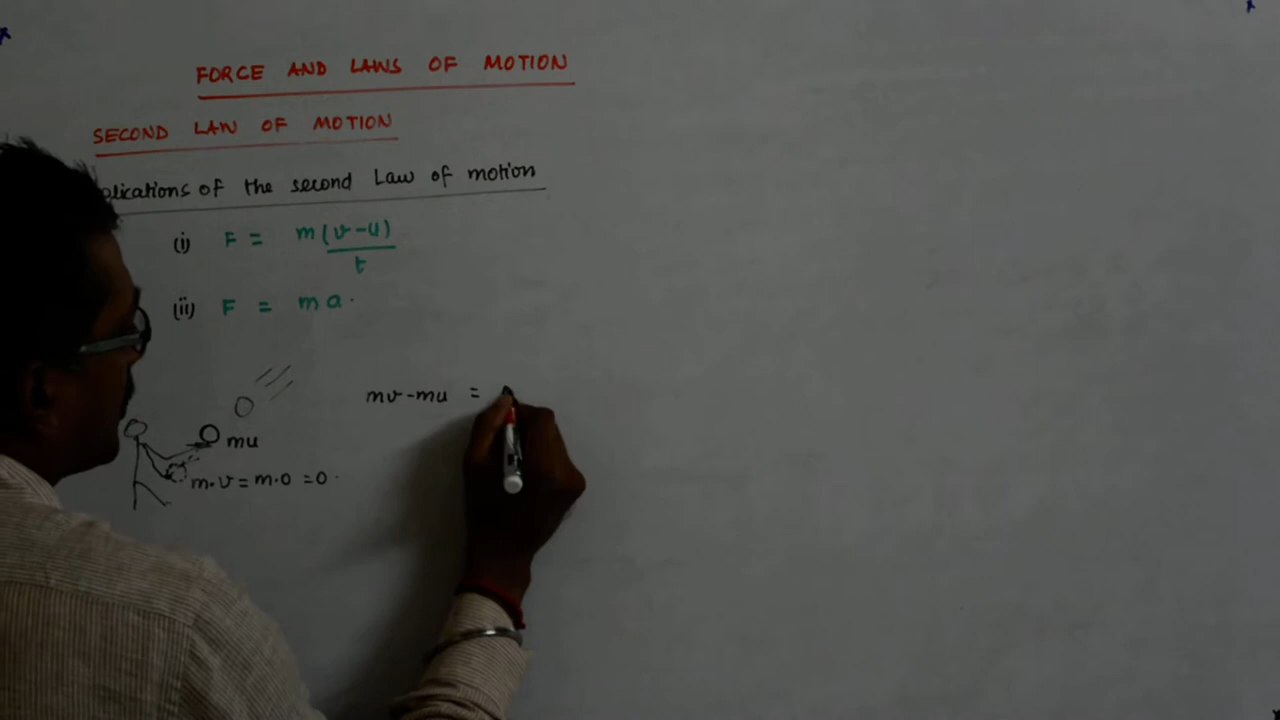 FORCE AND LAWS OF MOTION
SECOND LAW OF MOTION
of the second Law of motion
(i) F = m(v-u)
t
(ii) F = ma.
mv-mu =
mu
m.v = m.0 = 0.